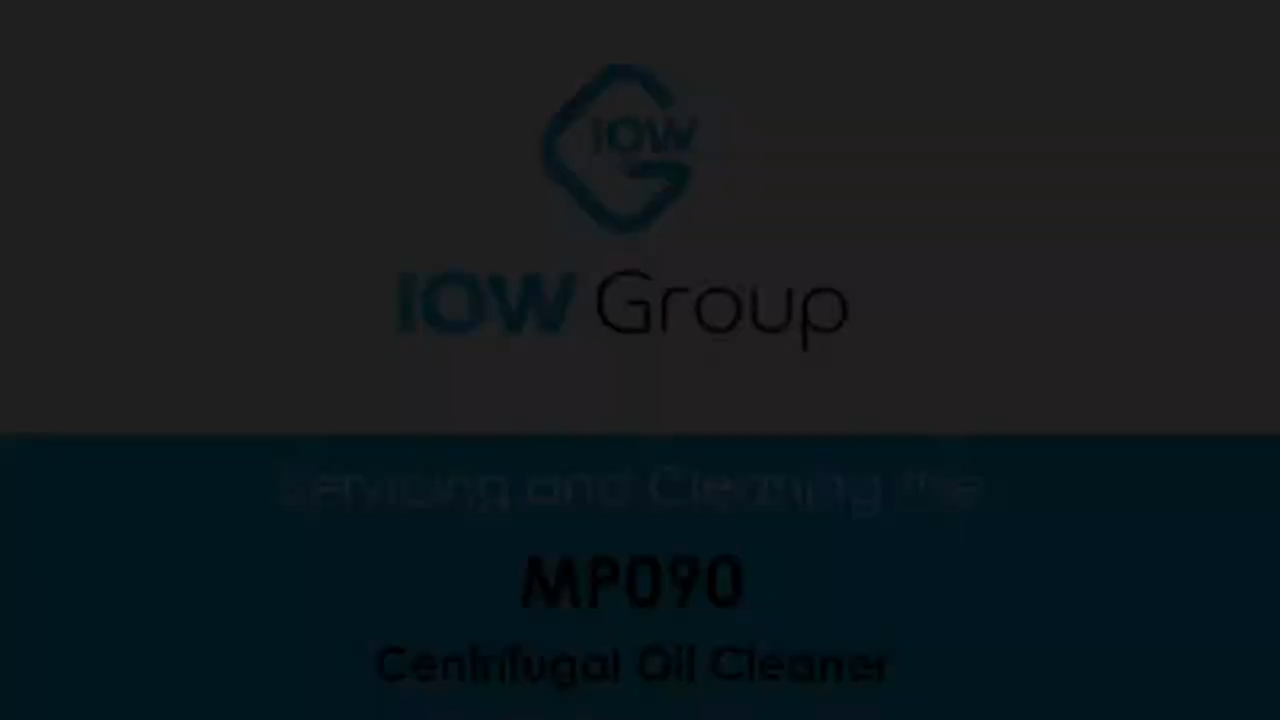 IOW
IOW Group
Servicing and Cleaning the
MP090
Centrifugal Oil Cleaner